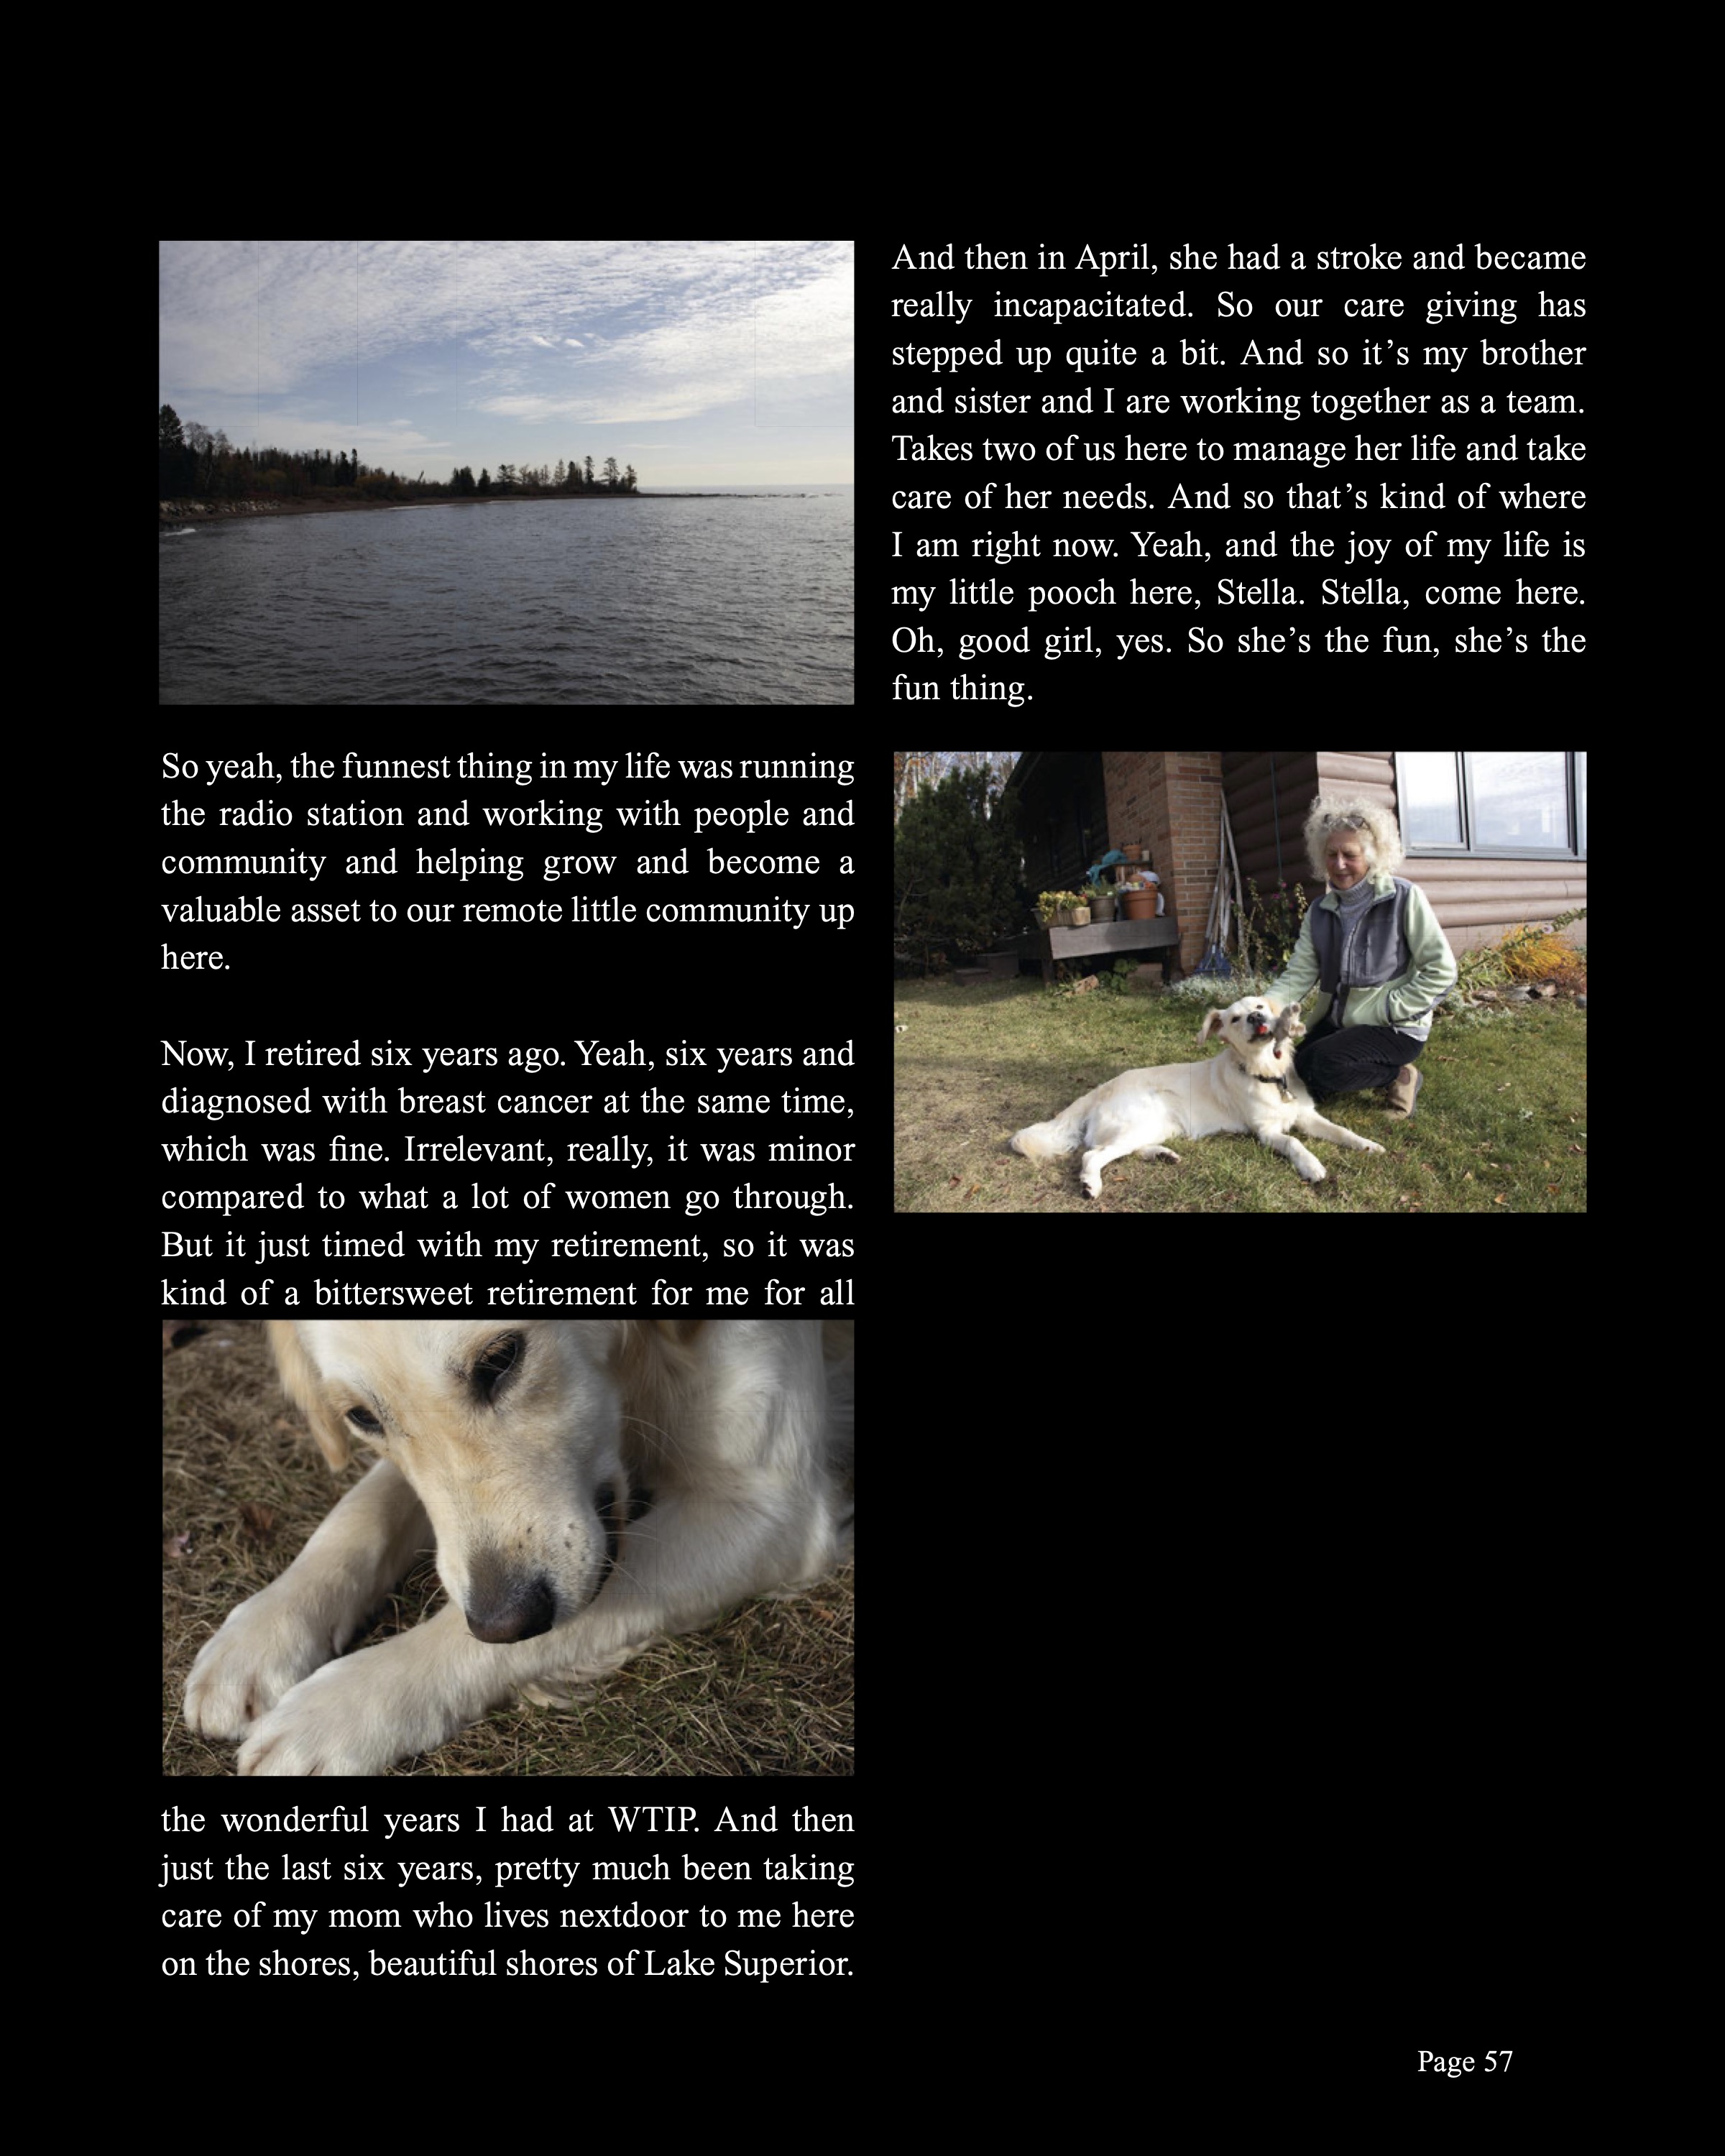 So yeah, the funnest thing in my life was running
the radio station and working with people and
community and helping grow and become a
valuable asset to our remote little community up
here.
Now, I retired six years ago. Yeah, six years and
diagnosed with breast cancer at the same time,
which was fine. Irrelevant, really, it was minor
compared to what a lot of women go through.
But it just timed with my retirement, so it was
kind of a bittersweet retirement for me for all
the wonderful years I had at WTIP. And then
just the last six years, pretty much been taking
care of my mom who lives nextdoor to me here
on the shores, beautiful shores of Lake Superior.
And then in April, she had a stroke and became
really incapacitated. So our care giving has
stepped up quite a bit. And so it’s my brother
and sister and I are working together as a team.
Takes two of us here to manage her life and take
care of her needs. And so that’s kind of where
I am right now. Yeah, and the joy of my life is
my little pooch here, Stella. Stella, come here.
Oh, good girl, yes. So she’s the fun, she’s the
fun thing.
Page 57